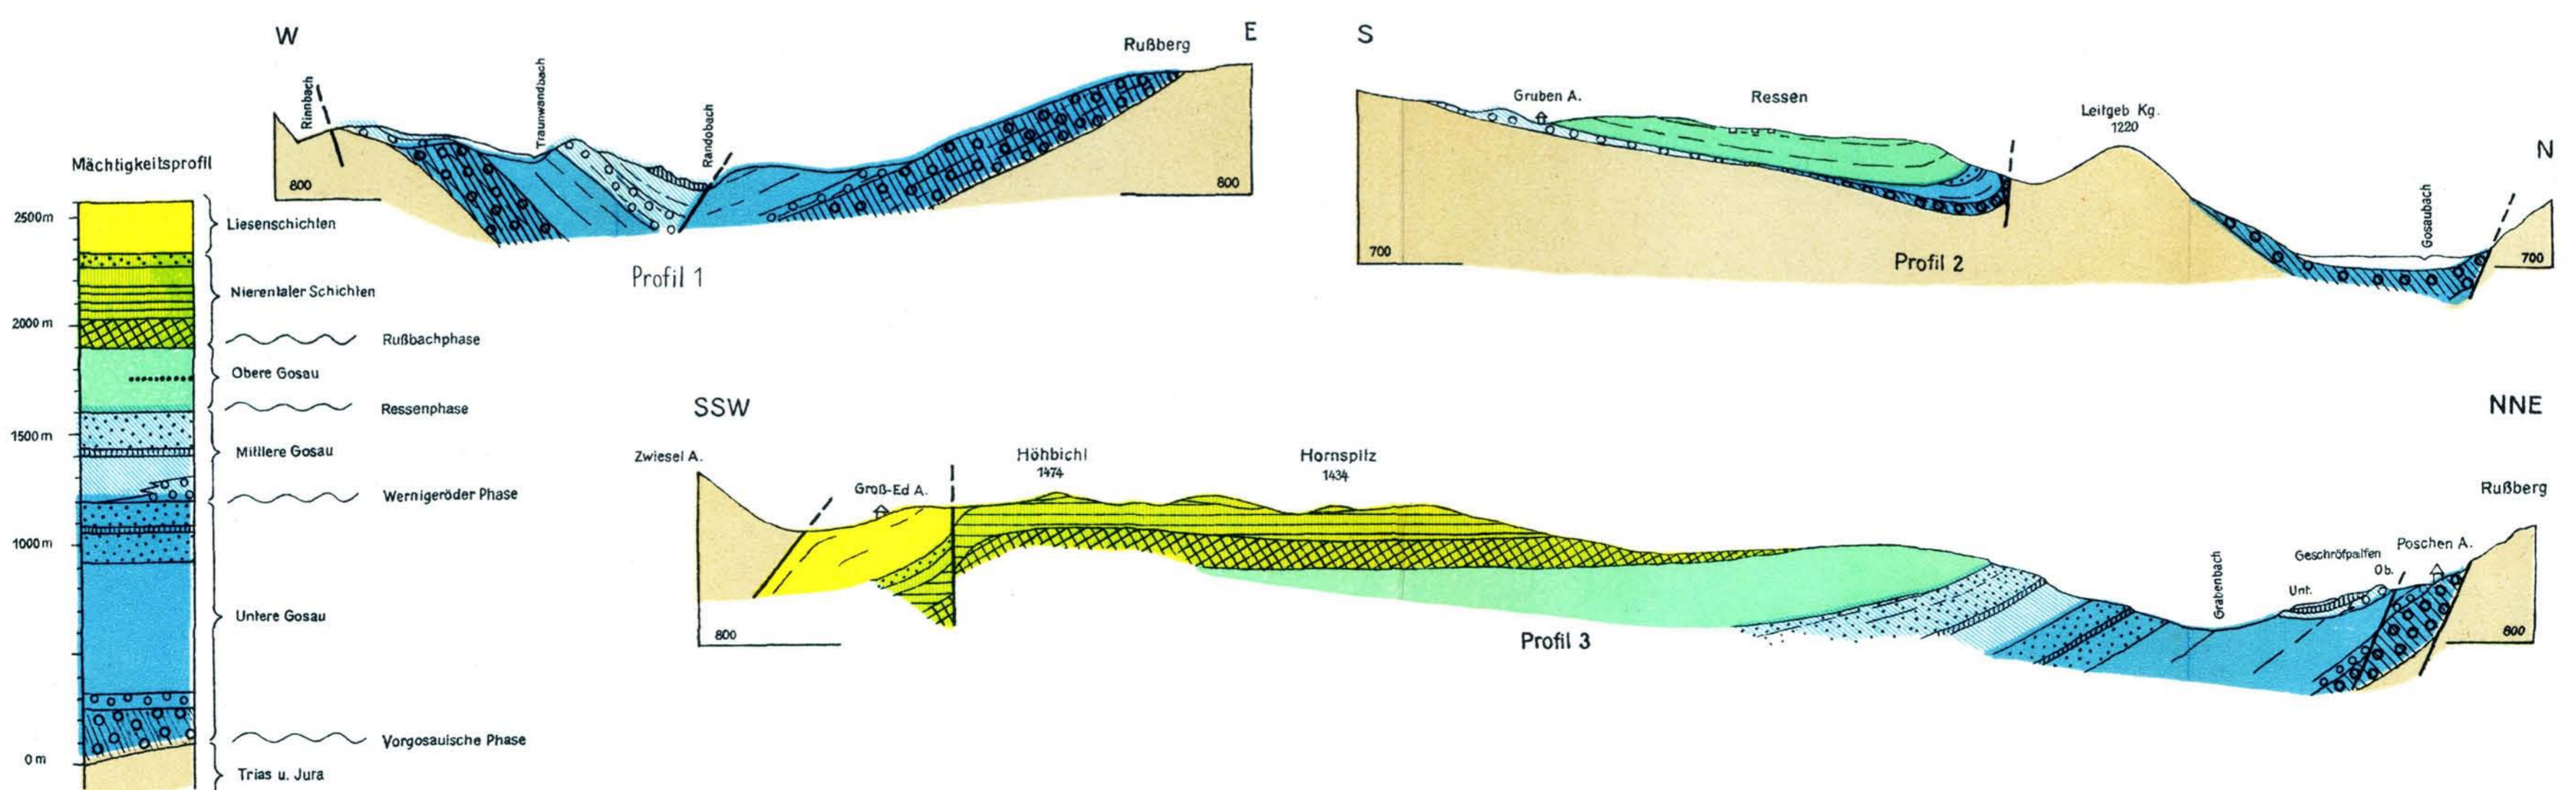 Mächtigkeitsprofil
2500m
2000 m
1500 m
1000 m
0 m
Liesenschichten
Nierentaler Schichten
Rußbachphase
Obere Gosau
Ressenphase
Mittlere Gosau
Wernigeröder Phase
Untere Gosau
Vorgosauische Phase
Trias u. Jura
W
E
Rinnbach
Traunwandbach
Randobach
Rußberg
800
800
Profil 1
S
N
Gruben A.
Ressen
Leitgeb Kg.
1220
Gosaubach
700
700
Profil 2
SSW
NNE
Zwiesel A.
Groß-Ed A.
Höhbichl
1474
Hornspitz
1434
Grabenbach
Geschröfpalfen
Unt.
Ob.
Poschen A.
Rußberg
800
800
Profil 3